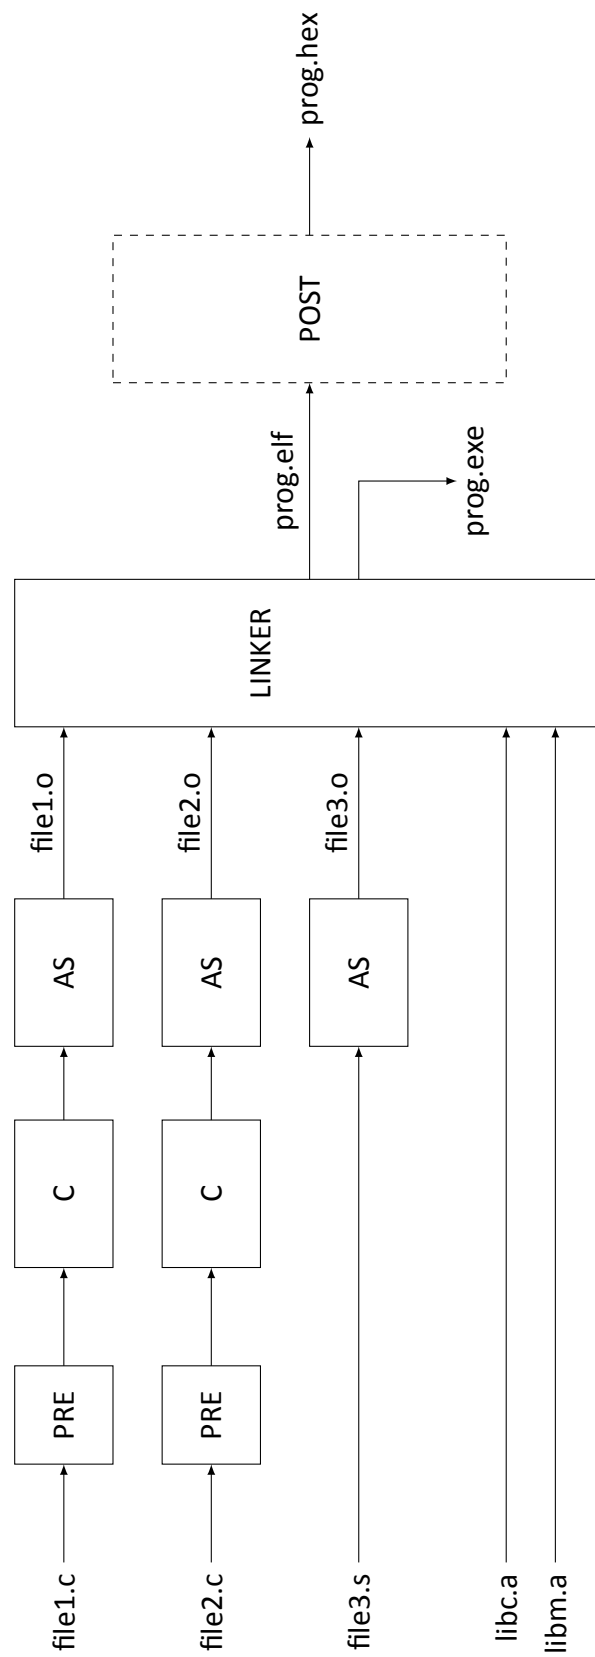 file1.c
PRE
C
AS
file1.o
file2.c
PRE
C
AS
file2.o
file3.s
AS
file3.o
libc.a
libm.a
LINKER
prog.elf
prog.exe
POST
prog.hex